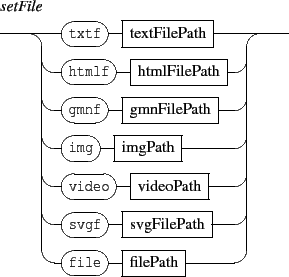 setFile
txtf textFilePath
htmlf htmlFilePath
gmnf gmnFilePath
img imgPath
video videoPath
svgf svgFilePath
file filePath